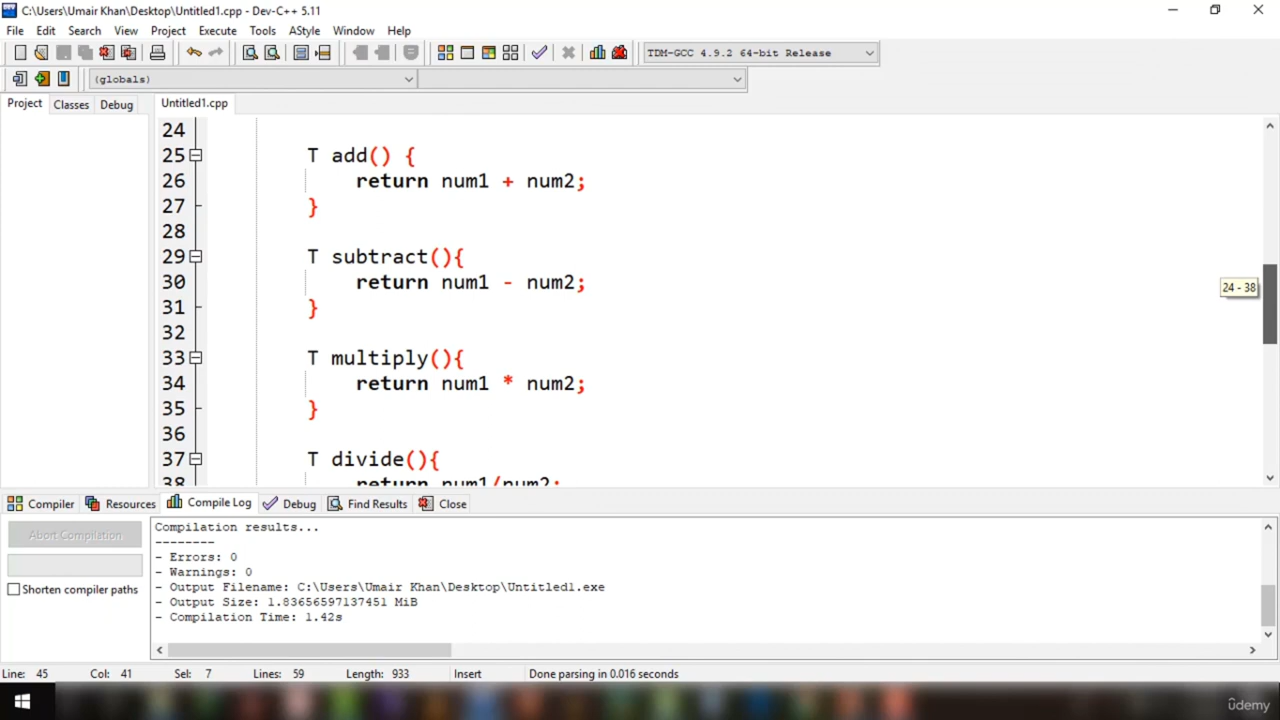 C:\Users\Umair Khan\Desktop\Untitled1.cpp - Dev-C++ 5.11
File Edit Search View Project Execute Tools AStyle Window Help
TDM-GCC 4.9.2 64-bit Release
(globals)
Project Classes Debug Untitled1.cpp
24
25 T add() {
26 return num1 + num2;
27 }
28
29 T subtract(){
24 - 38
30 return num1 - num2;
31 }
32
33 T multiply(){
34 return num1 * num2;
35 }
36
37 T divide(){
38 return num1/num2;
Compiler Resources Compile Log Debug Find Results Close
Abort Compilation
Shorten compiler paths
Compilation results...
--------
- Errors: 0
- Warnings: 0
- Output Filename: C:\Users\Umair Khan\Desktop\Untitled1.exe
- Output Size: 1.83656597137451 MiB
- Compilation Time: 1.42s
Line: 45 Col: 41 Sel: 7 Lines: 59 Length: 933 Insert Done parsing in 0.016 seconds
udemy